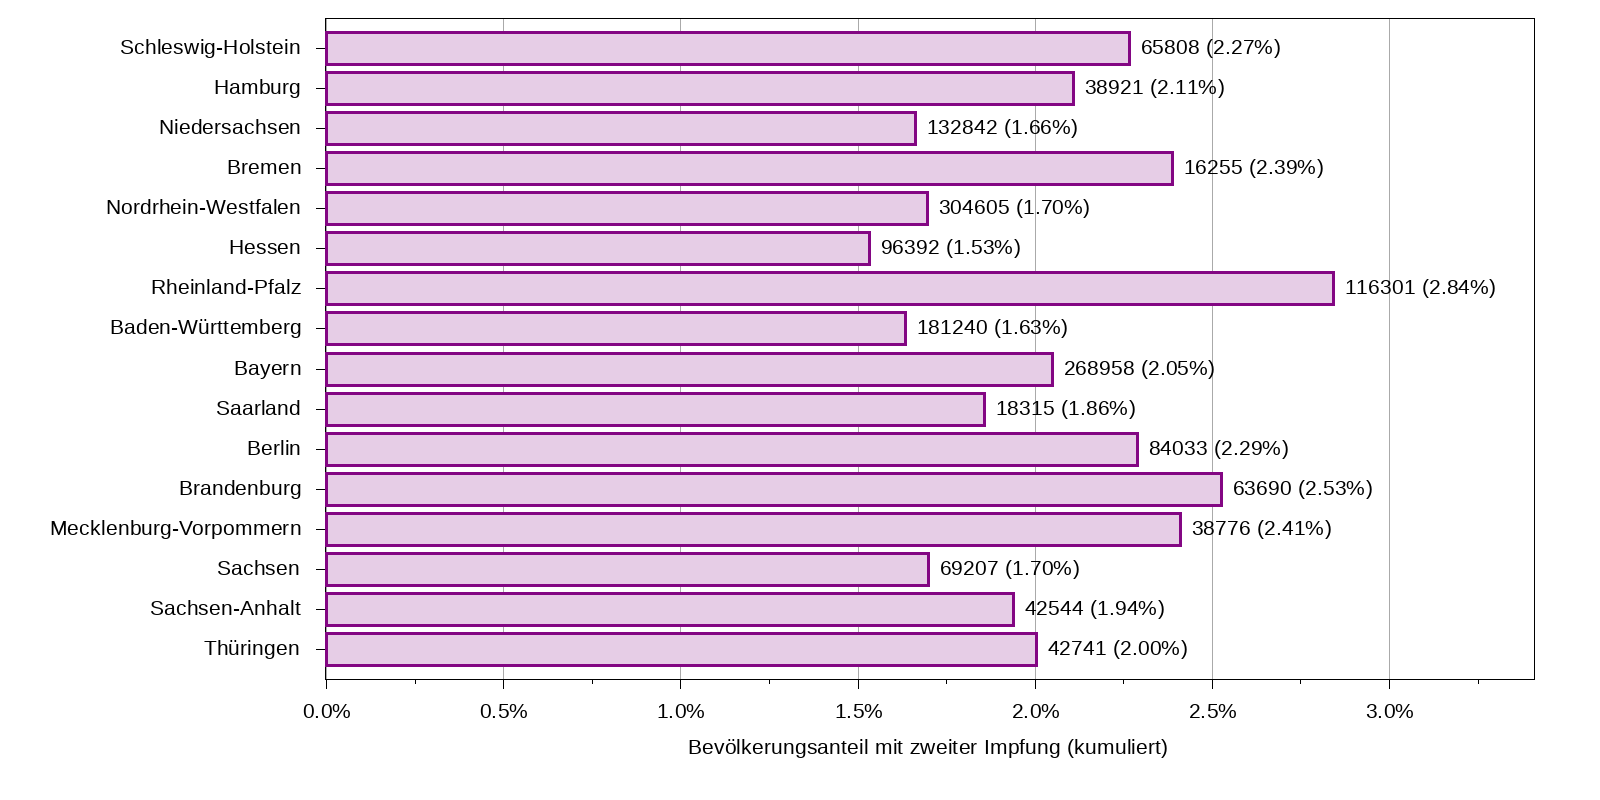 Schleswig-Holstein 65808 (2.27%)
Hamburg 38921 (2.11%)
Niedersachsen 132842 (1.66%)
Bremen 16255 (2.39%)
Nordrhein-Westfalen 304605 (1.70%)
Hessen 96392 (1.53%)
Rheinland-Pfalz 116301 (2.84%)
Baden-Württemberg 181240 (1.63%)
Bayern 268958 (2.05%)
Saarland 18315 (1.86%)
Berlin 84033 (2.29%)
Brandenburg 63690 (2.53%)
Mecklenburg-Vorpommern 38776 (2.41%)
Sachsen 69207 (1.70%)
Sachsen-Anhalt 42544 (1.94%)
Thüringen 42741 (2.00%)
0.0% 0.5% 1.0% 1.5% 2.0% 2.5% 3.0%
Bevölkerungsanteil mit zweiter Impfung (kumuliert)